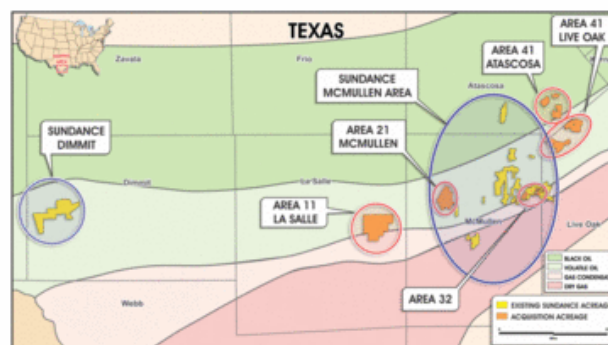 TEXAS
AREA 41
LIVE OAK
AREA 41
ATASCOSA
Zavala
Frio
Atascosa
SUNDANCE
MCMULLEN AREA
SUNDANCE
DIMMIT
AREA 21
MCMULLEN
Dimmit
La Salle
AREA 11
LA SALLE
McMullen
Live Oak
Webb
AREA 32
BLACK OIL
VOLATILE OIL
GAS CONDENSA
DRY GAS
EXISTING SUNDANCE ACREAG
ACQUISITION ACREAGE